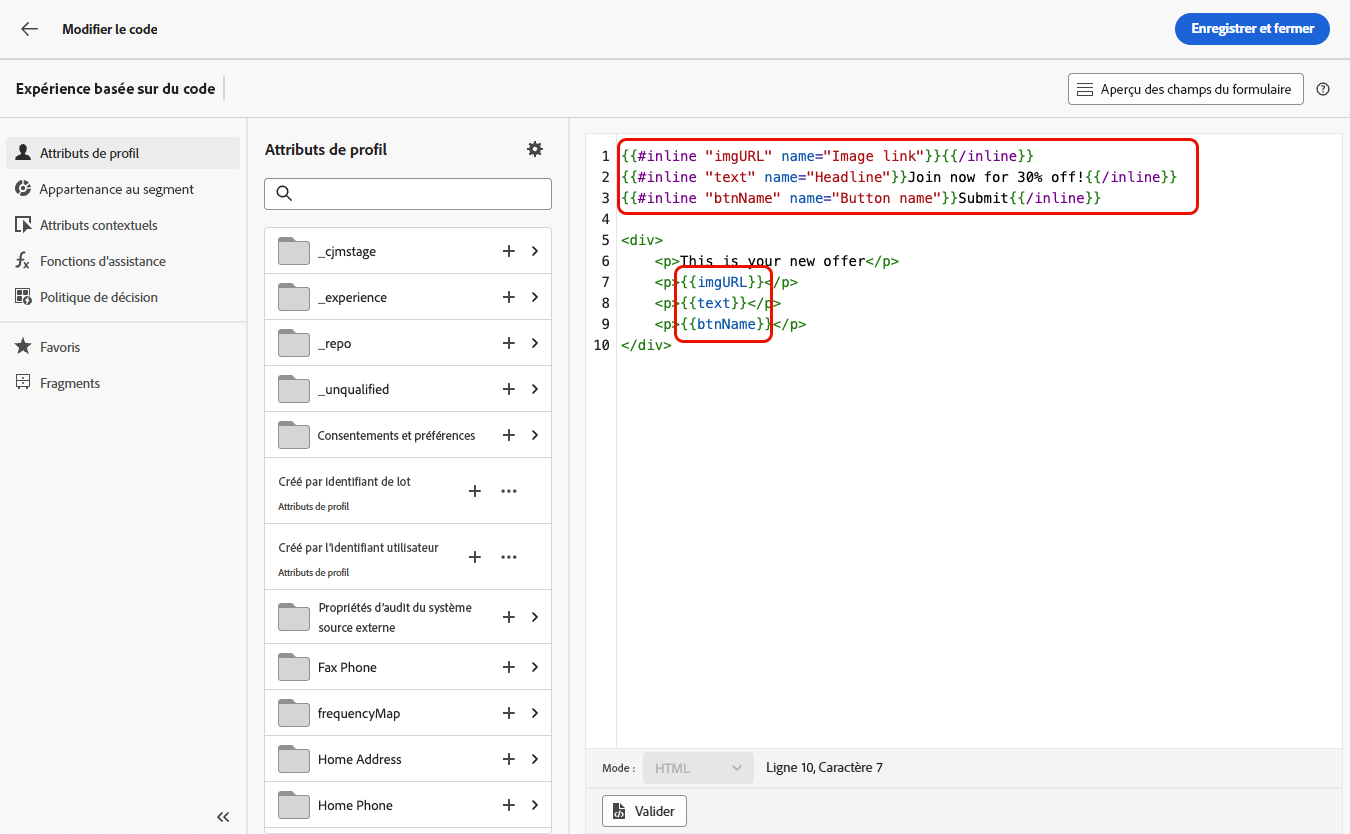 Modifier le code
Enregistrer et fermer
Expérience basée sur du code
Aperçu des champs du formulaire
Attributs de profil
Appartenance au segment
Attributs contextuels
Fonctions d'assistance
Politique de décision
Favoris
Fragments
Attributs de profil
_cjmstage
_experience
_repo
_unqualified
Consentements et préférences
Créé par identifiant de lot
Attributs de profil
Créé par l'identifiant utilisateur
Attributs de profil
Propriétés d'audit du système
source externe
Fax Phone
frequencyMap
Home Address
Home Phone
1 {{#inline "imgURL" name="Image link"}}{{/inline}}
2 {{#inline "text" name="Headline"}}Join now for 30% off!{{/inline}}
3 {{#inline "btnName" name="Button name"}}Submit{{/inline}}
4
5 <div>
6 <p>This is your new offer</p>
7 <p>{{imgURL}}</p>
8 <p>{{text}}</p>
9 <p>{{btnName}}</p>
10 </div>
Mode : HTML Ligne 10, Caractère 7
Valider